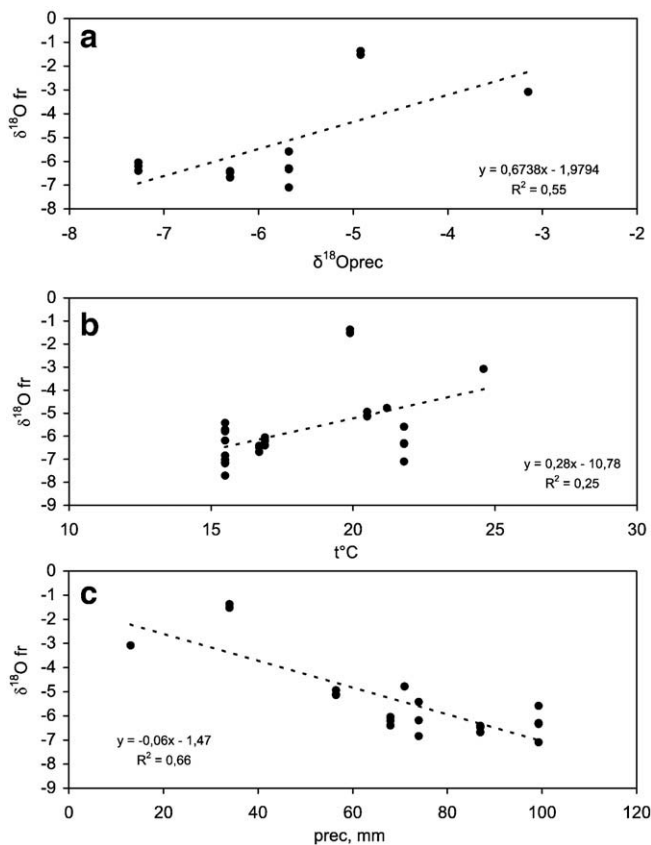 a
0
-1
-2
-3
-4
-5
-6
-7
-8
δ¹⁸O fr
y = 0,6738x - 1,9794
R² = 0,55
-8 -7 -6 -5 -4 -3 -2
δ¹⁸Oprec
b
0
-1
-2
-3
-4
-5
-6
-7
-8
-9
δ¹⁸O fr
y = 0,28x - 10,78
R² = 0,25
10 15 20 25 30
t°C
c
0
-1
-2
-3
-4
-5
-6
-7
-8
-9
δ¹⁸O fr
y = -0,06x - 1,47
R² = 0,66
0 20 40 60 80 100 120
prec, mm